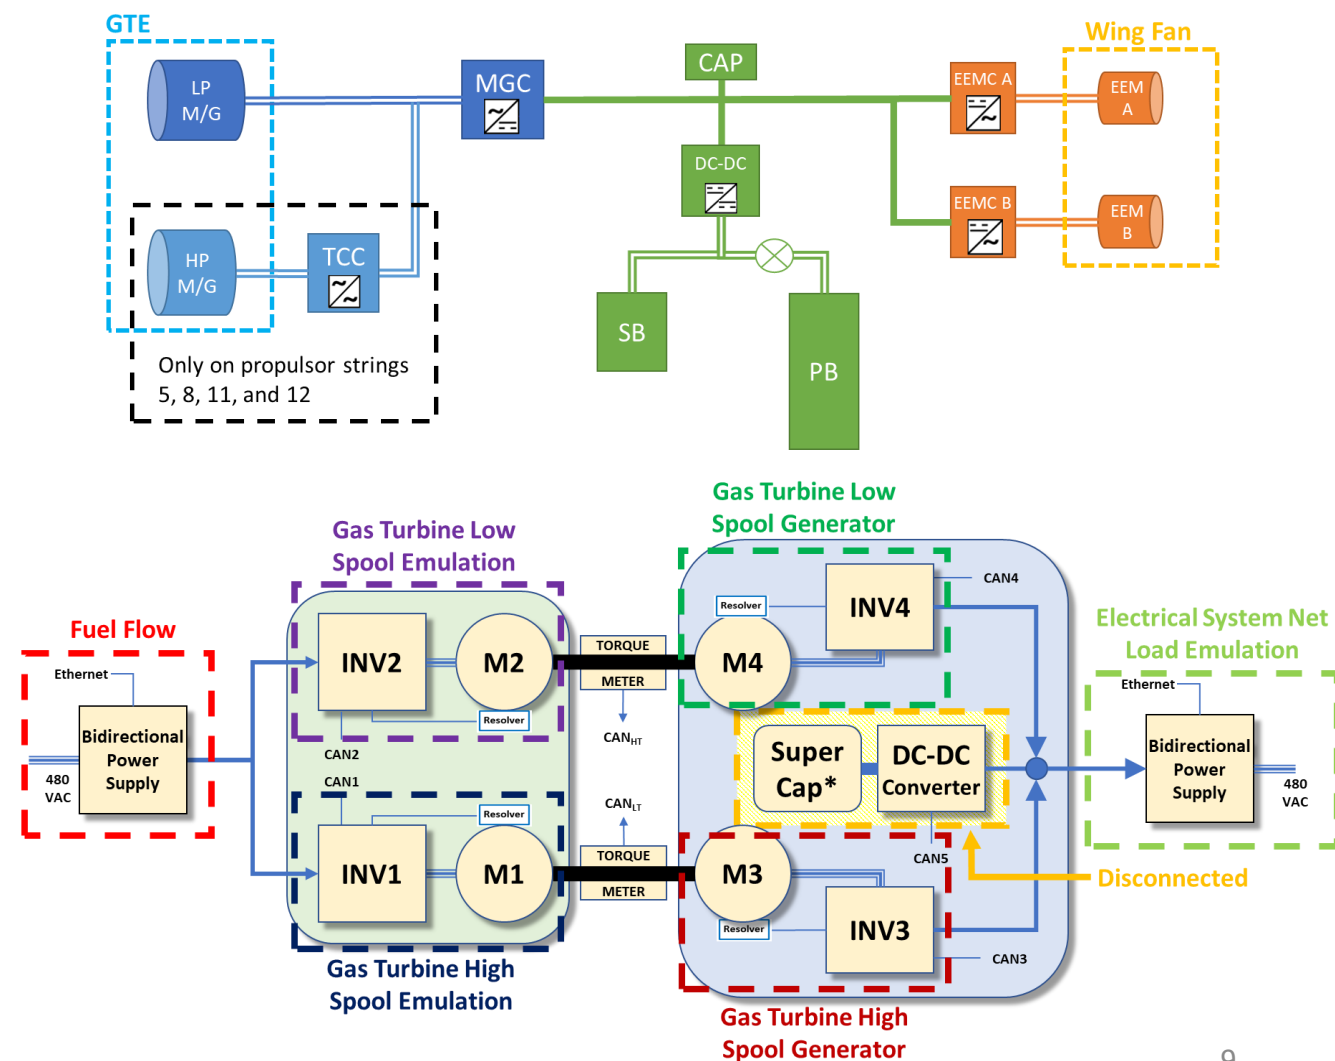 GTE
Wing Fan
LP
M/G
MGC
CAP
EEMC A
EEM
A
DC-DC
EEMC B
EEM
B
HP
M/G
TCC
SB
PB
Only on propulsor strings
5, 8, 11, and 12
Gas Turbine Low
Spool Generator
Gas Turbine Low
Spool Emulation
Fuel Flow
Ethernet
Bidirectional
Power
Supply
480
VAC
INV2
M2
Resolver
CAN2
CAN1
Resolver
INV1
M1
Gas Turbine High
Spool Emulation
TORQUE
METER
CANHT
CANLT
TORQUE
METER
Resolver
M4
INV4
CAN4
Super
Cap*
DC-DC
Converter
CAN5
M3
Resolver
INV3
CAN3
Gas Turbine High
Spool Generator
Disconnected
Electrical System Net
Load Emulation
Ethernet
Bidirectional
Power
Supply
480
VAC
9